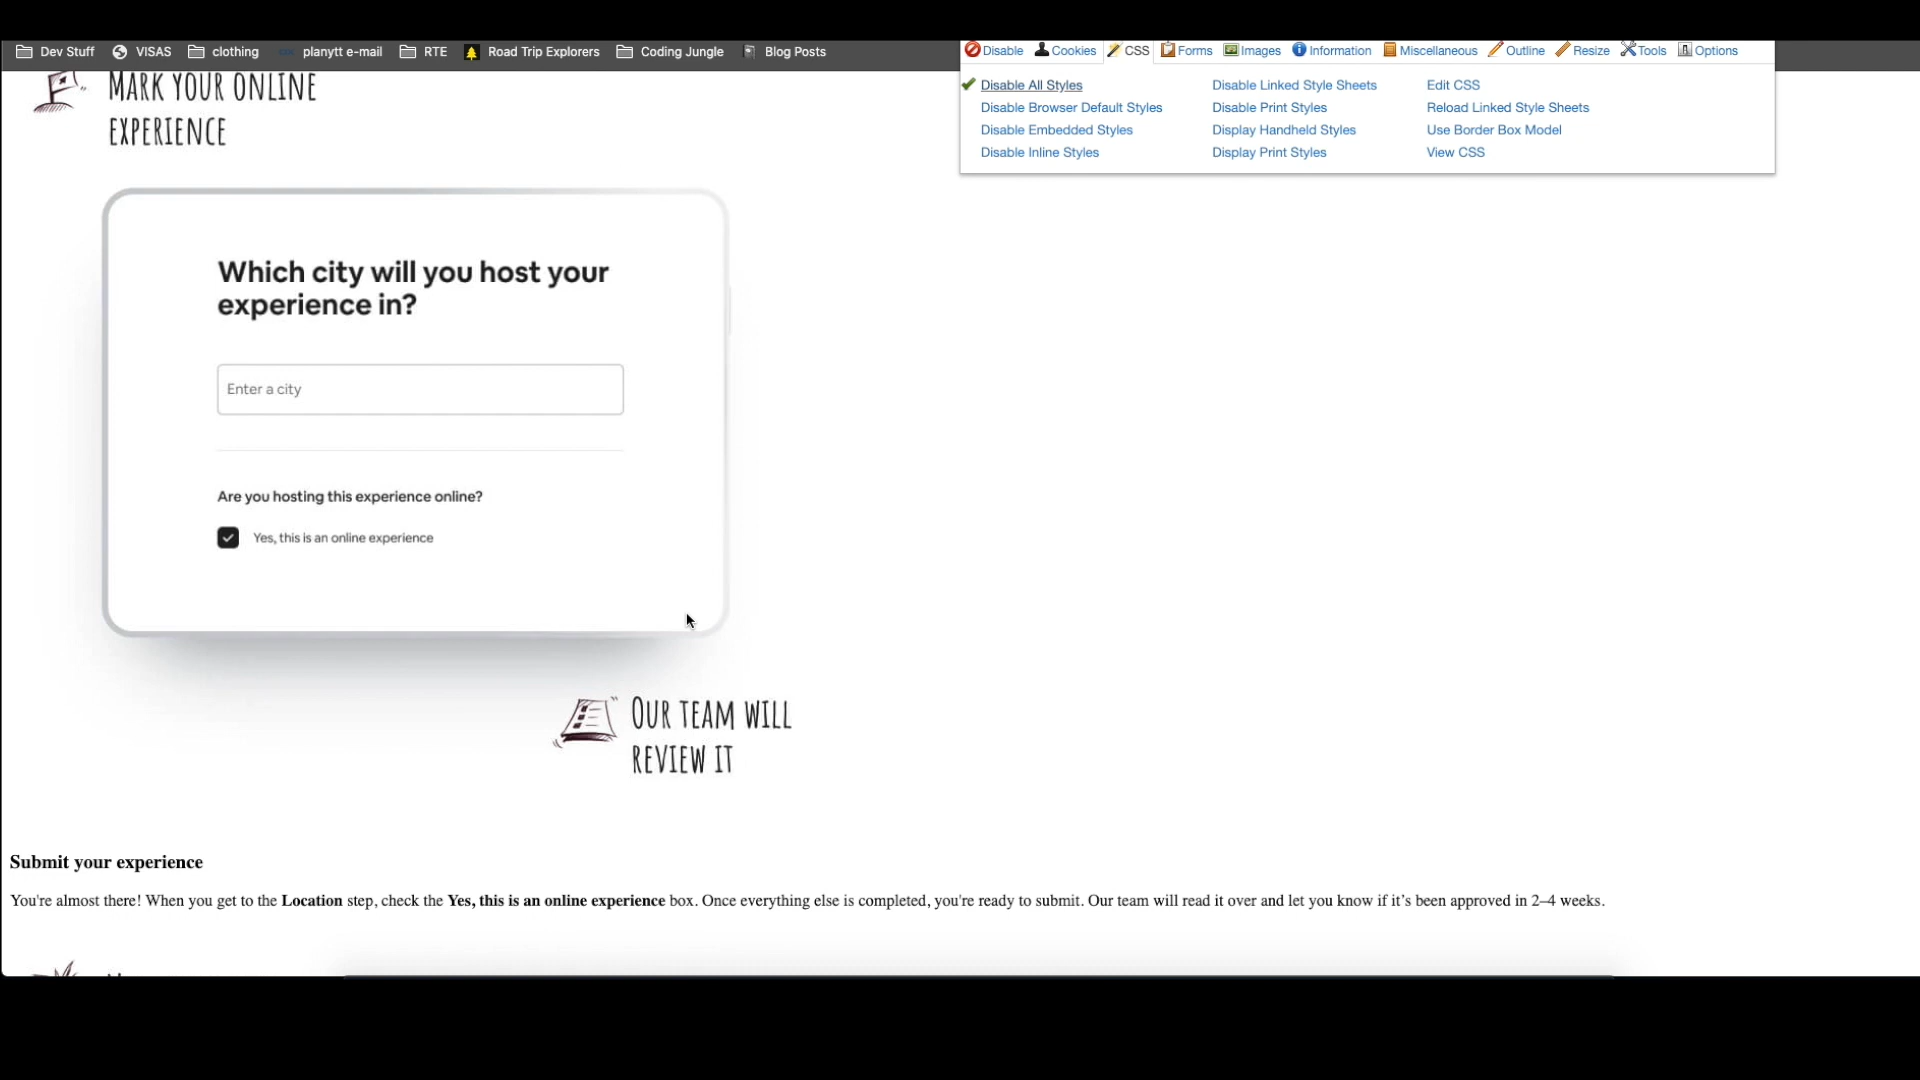 Dev Stuff VISAS clothing planytt e-mail RTE Road Trip Explorers Coding Jungle Blog Posts
Disable Cookies CSS Forms Images Information Miscellaneous Outline Resize Tools Options
Disable All Styles Disable Linked Style Sheets Edit CSS
Disable Browser Default Styles Disable Print Styles Reload Linked Style Sheets
Disable Embedded Styles Display Handheld Styles Use Border Box Model
Disable Inline Styles Display Print Styles View CSS
MARK YOUR ONLINE
EXPERIENCE
Which city will you host your
experience in?
Enter a city
Are you hosting this experience online?
Yes, this is an online experience
OUR TEAM WILL
REVIEW IT
Submit your experience
You're almost there! When you get to the Location step, check the Yes, this is an online experience box. Once everything else is completed, you're ready to submit. Our team will read it over and let you know if it’s been approved in 2–4 weeks.